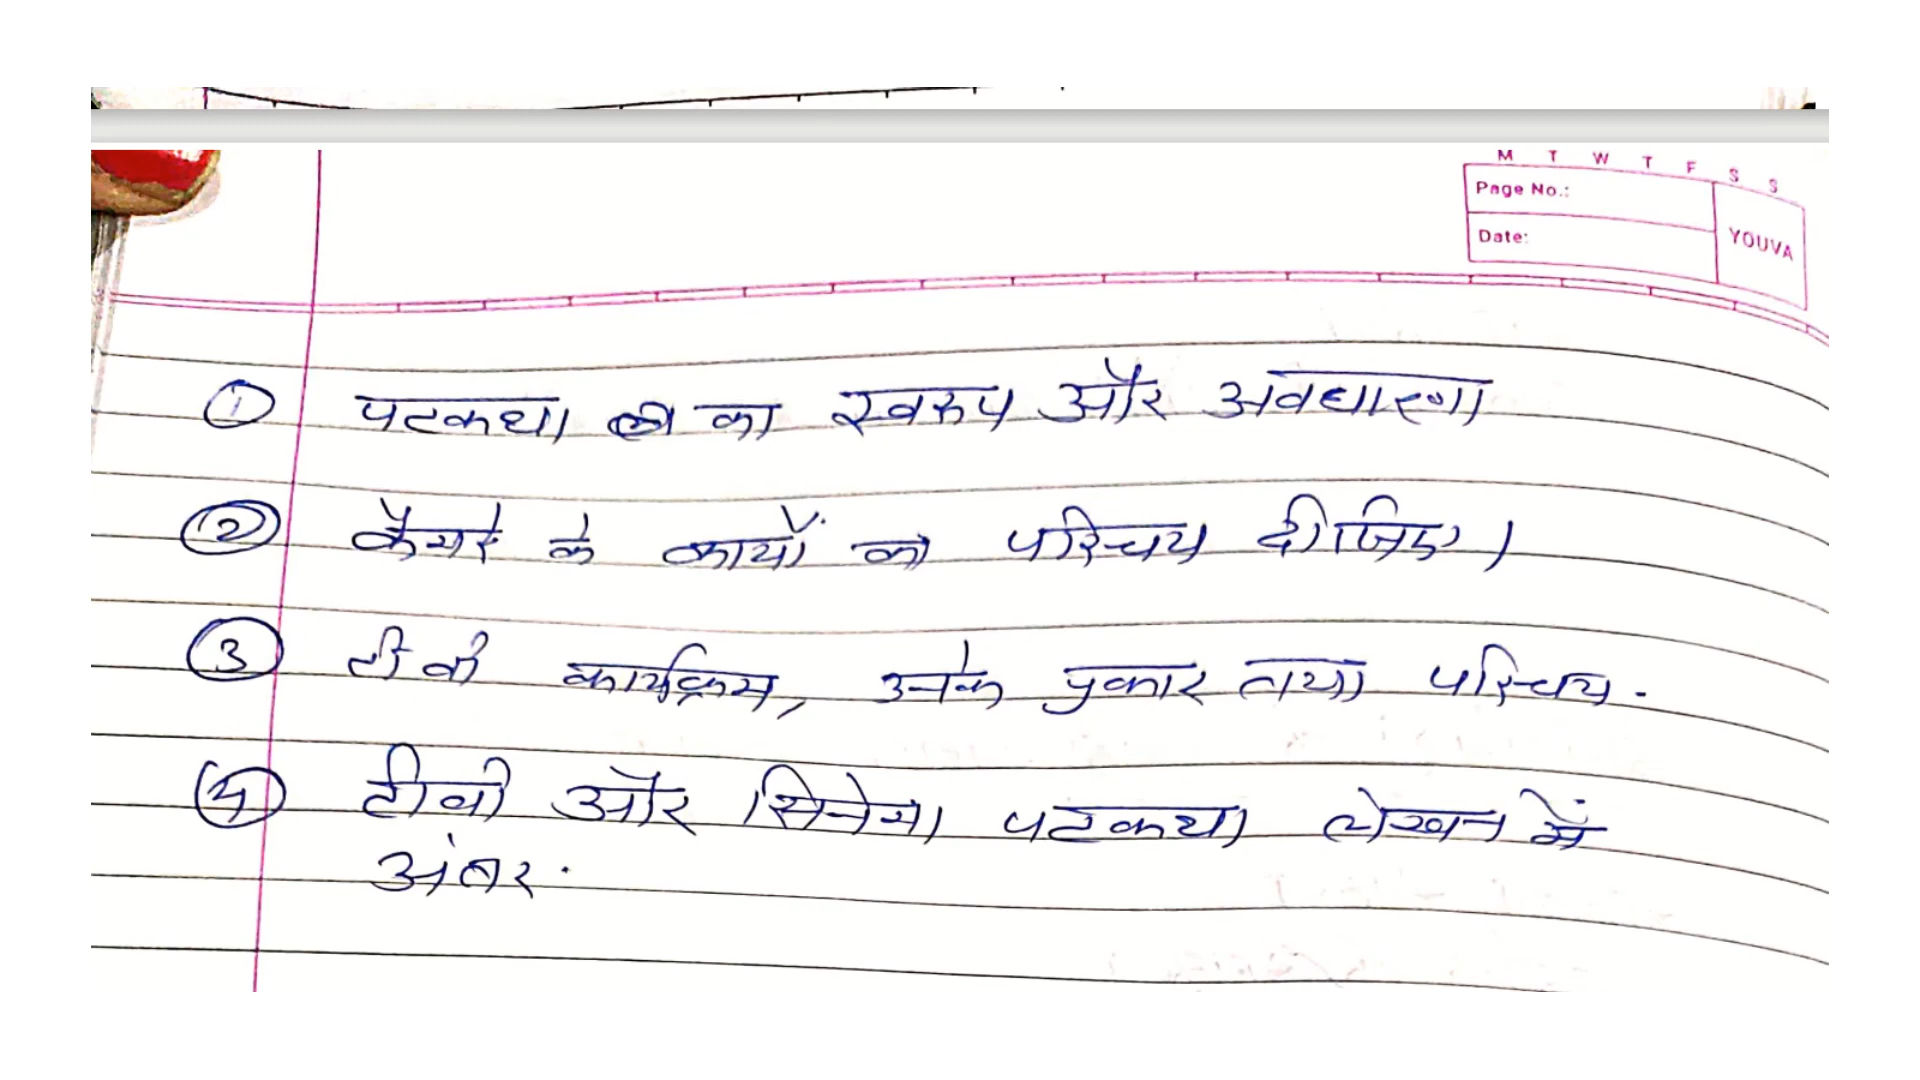 M T W T F S S
Page No.:
Date:
YOUVA
① पटकथा का स्वरूप और अवधारणा
② कैमरे के कार्यों का परिचय दीजिए।
③ टीवी कार्यक्रम, उनके प्रकार तथा परिचय.
④ टीवी और सिनेमा पटकथा लेखन में
अंतर.